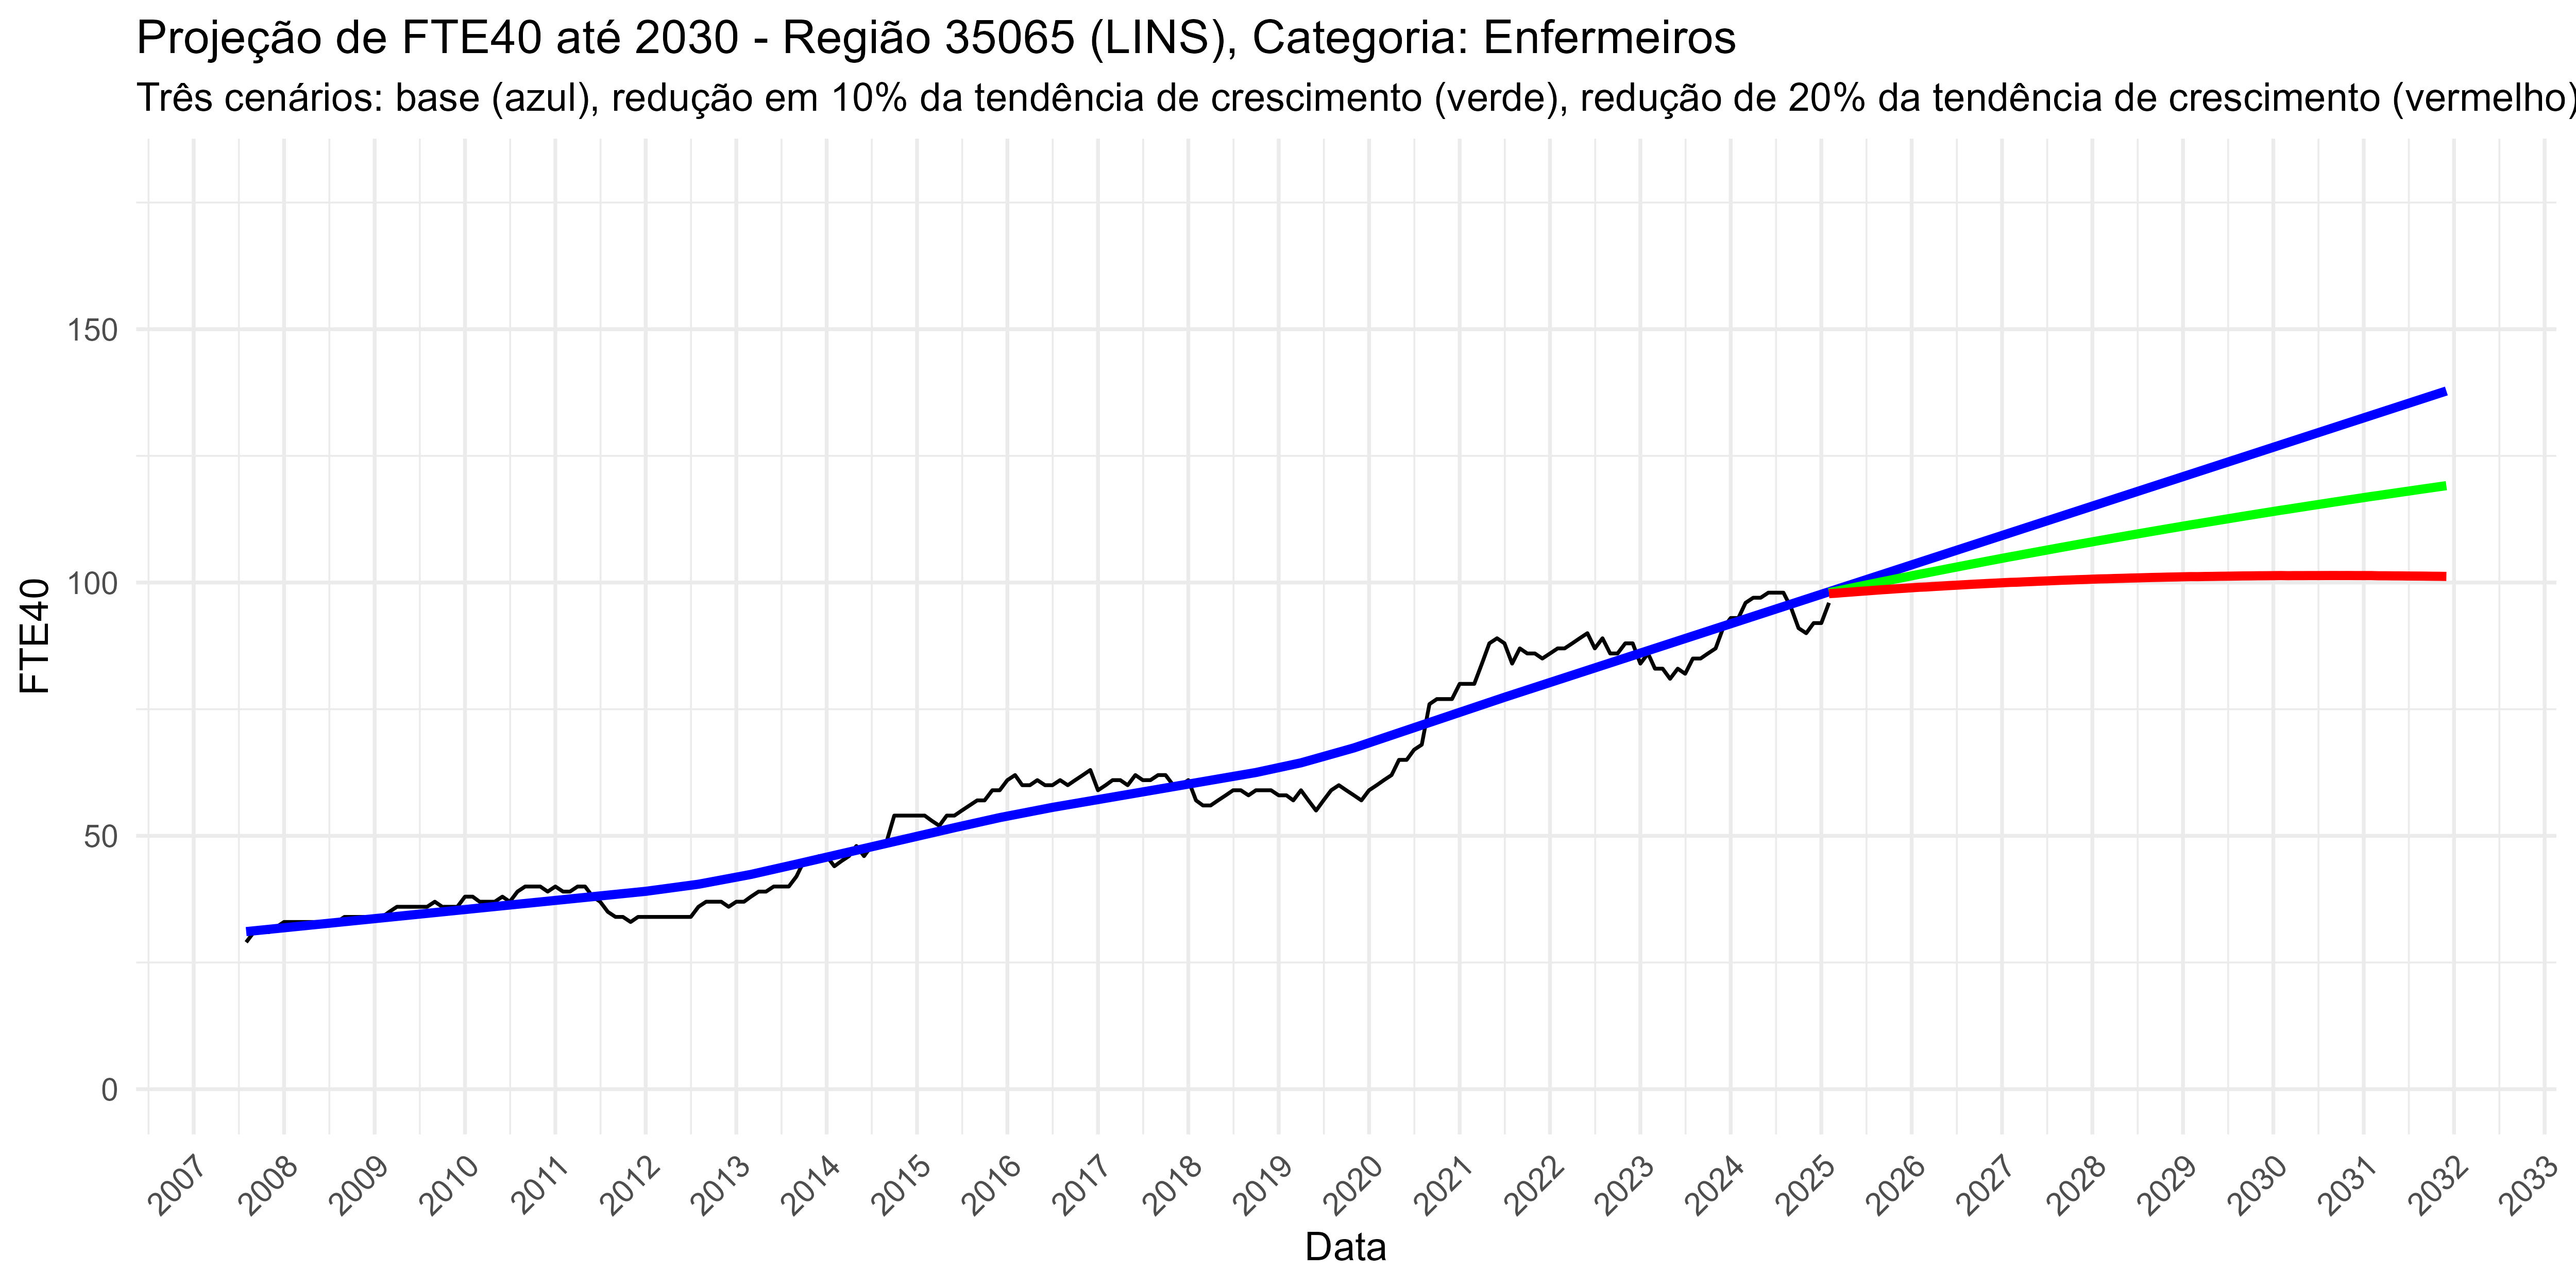 Projeção de FTE40 até 2030 - Região 35065 (LINS), Categoria: Enfermeiros
Três cenários: base (azul), redução em 10% da tendência de crescimento (verde), redução de 20% da tendência de crescimento (vermelho)
150
100
50
0
FTE40
2007 2008 2009 2010 2011 2012 2013 2014 2015 2016 2017 2018 2019 2020 2021 2022 2023 2024 2025 2026 2027 2028 2029 2030 2031 2032 2033
Data